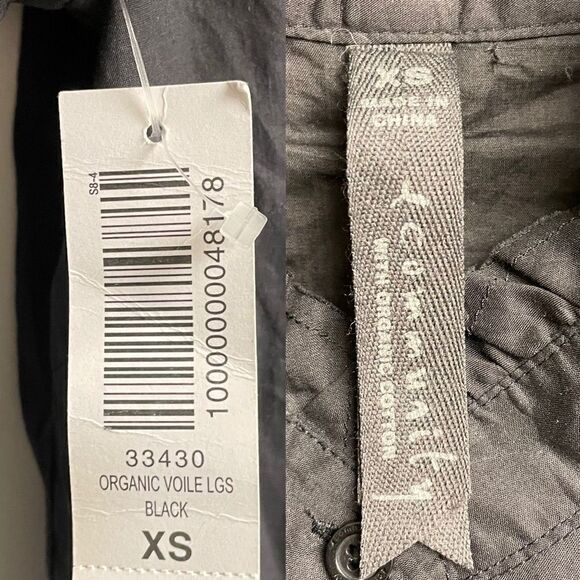 S8-4
1000000048178
33430
ORGANIC VOILE LGS
BLACK
XS
XS
MADE IN
CHINA
Community
WITH ORGANIC COTTON